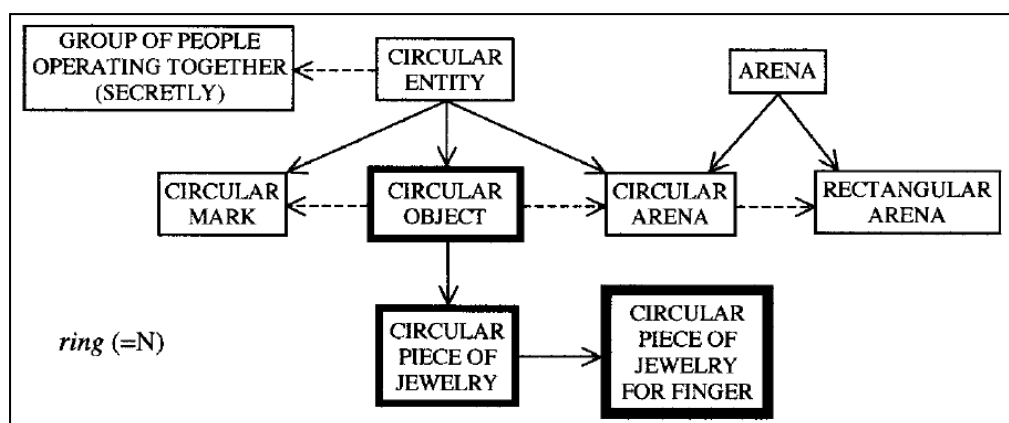 GROUP OF PEOPLE
OPERATING TOGETHER
(SECRETLY)
CIRCULAR
ENTITY
ARENA
CIRCULAR
MARK
CIRCULAR
OBJECT
CIRCULAR
ARENA
RECTANGULAR
ARENA
ring (=N)
CIRCULAR
PIECE OF
JEWELRY
CIRCULAR
PIECE OF
JEWELRY
FOR FINGER